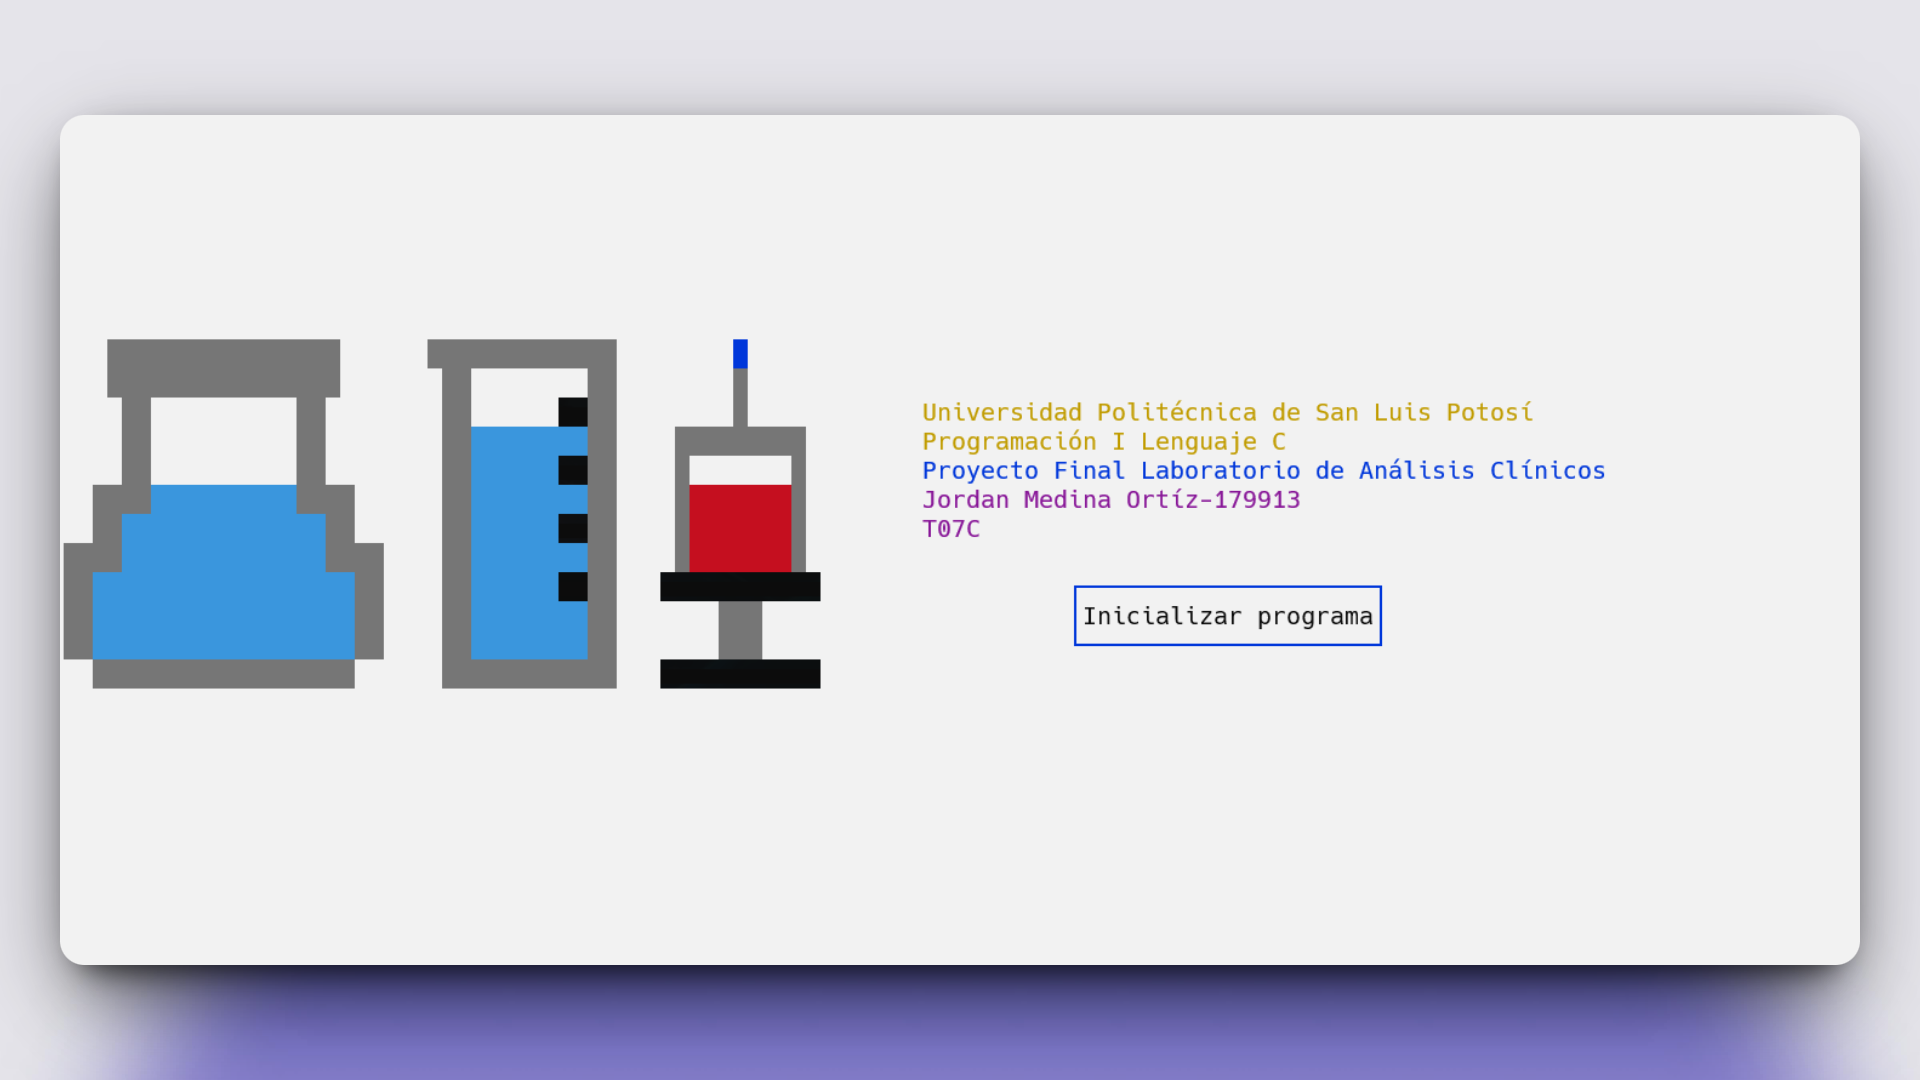 Universidad Politécnica de San Luis Potosí
Programación I Lenguaje C
Proyecto Final Laboratorio de Análisis Clínicos
Jordan Medina Ortíz-179913
T07C
Inicializar programa